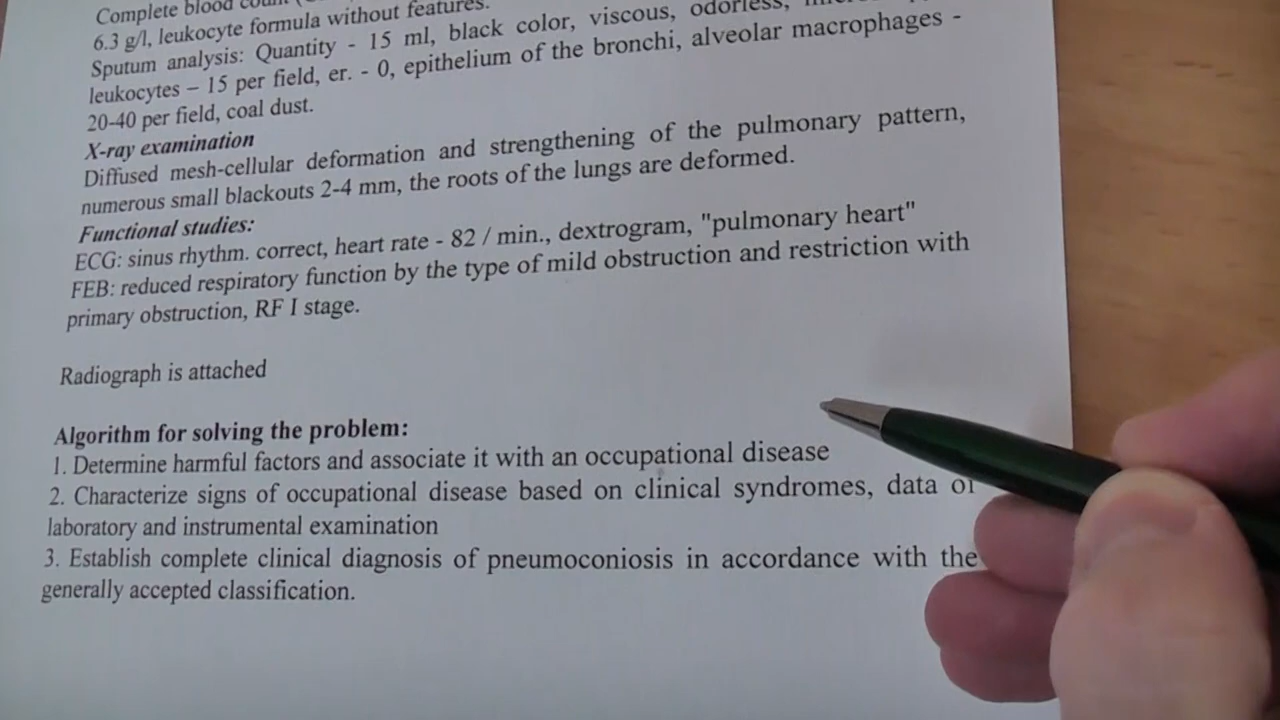 Complete blood count
6.3 g/l, leukocyte formula without features.
Sputum analysis: Quantity - 15 ml, black color, viscous, odorless,
leukocytes – 15 per field, er. - 0, epithelium of the bronchi, alveolar macrophages -
20-40 per field, coal dust.
X-ray examination
Diffused mesh-cellular deformation and strengthening of the pulmonary pattern,
numerous small blackouts 2-4 mm, the roots of the lungs are deformed.
Functional studies:
ECG: sinus rhythm. correct, heart rate - 82 / min., dextrogram, "pulmonary heart"
FEB: reduced respiratory function by the type of mild obstruction and restriction with
primary obstruction, RF I stage.
Radiograph is attached
Algorithm for solving the problem:
1. Determine harmful factors and associate it with an occupational disease
2. Characterize signs of occupational disease based on clinical syndromes, data of
laboratory and instrumental examination
3. Establish complete clinical diagnosis of pneumoconiosis in accordance with the
generally accepted classification.